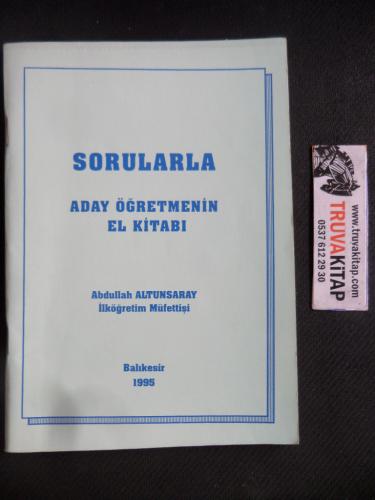 SORULARLA
ADAY ÖĞRETMENİN
EL KİTABI
Abdullah ALTUNSARAY
İlköğretim Müfettişi
Balıkesir
1995
www.truvakitap.com
TRUVAKİTAP
0537 612 29 30